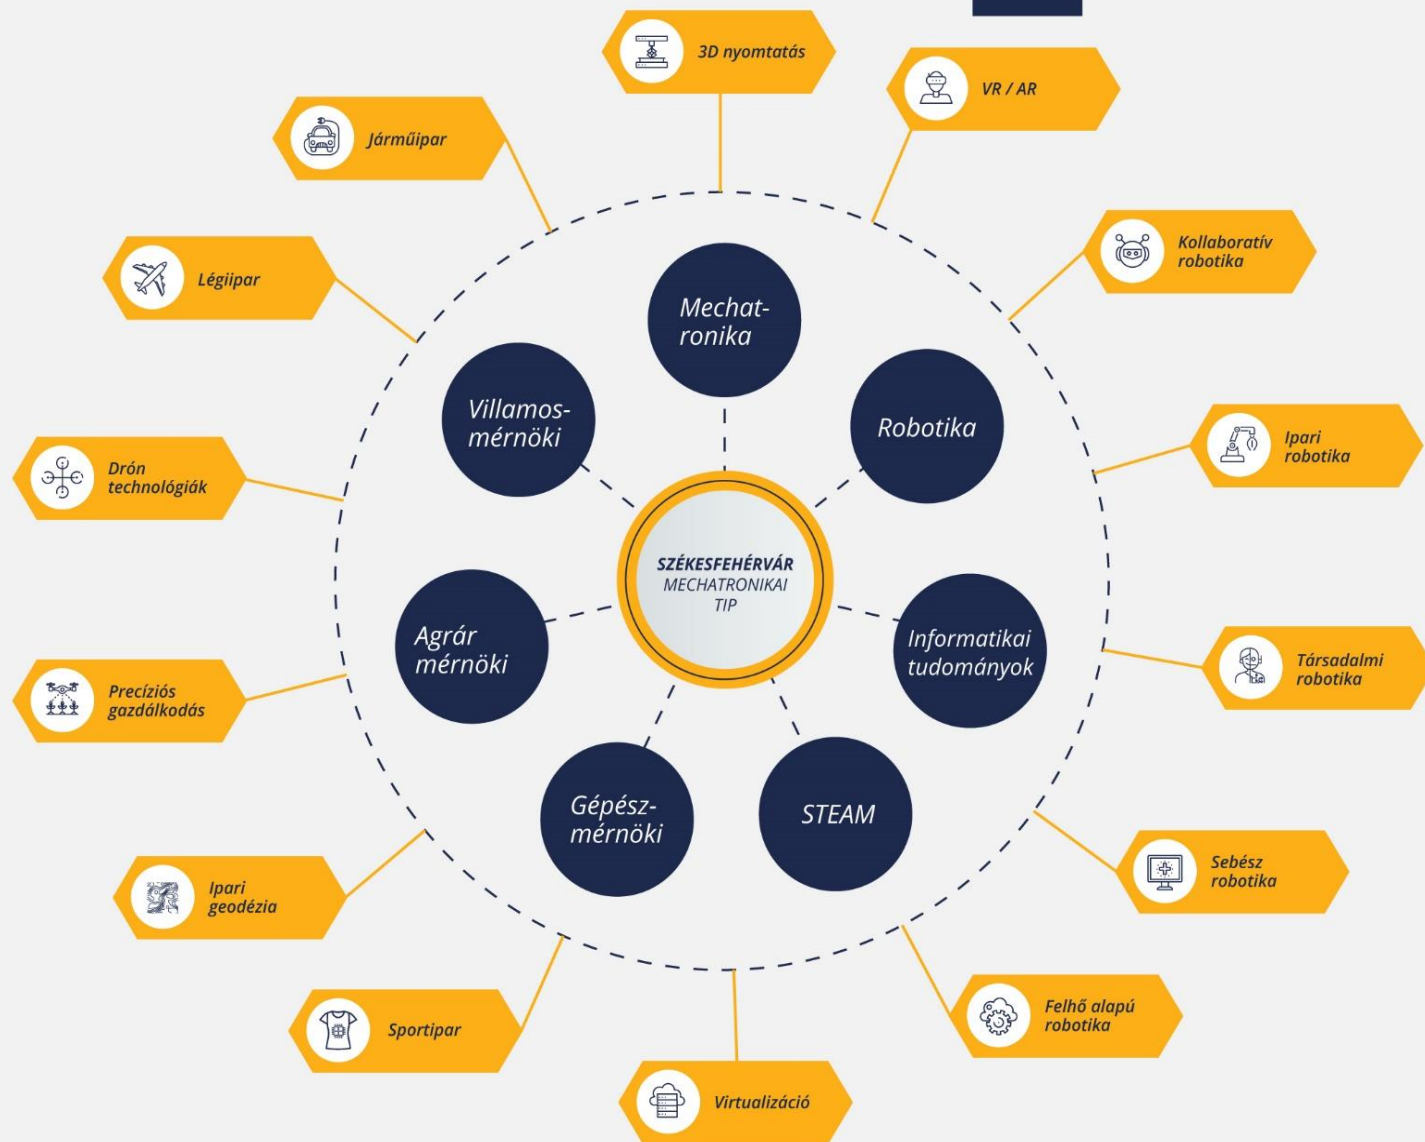 3D nyomtatás
VR / AR
Járműipar
Kollaboratív
robotika
Légiipar
Mechat-
ronika
Villamos-
mérnöki
Robotika
Ipari
robotika
Drón
technológiák
SZÉKESFEHÉRVÁR
MECHATRONIKAI
TIP
Agrár
mérnöki
Informatikai
tudományok
Társadalmi
robotika
Precíziós
gazdálkodás
Gépész-
mérnöki
STEAM
Sebész
robotika
Ipari
geodézia
Felhő alapú
robotika
Sportipar
Virtualizáció